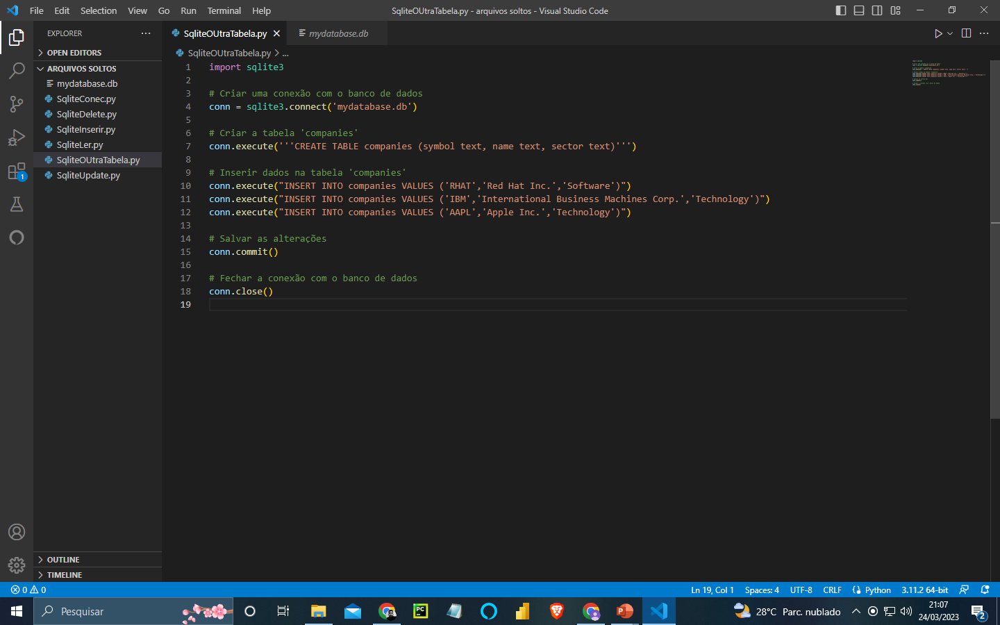 File Edit Selection View Go Run Terminal Help
SqliteOUtraTabela.py - arquivos soltos - Visual Studio Code
EXPLORER
OPEN EDITORS
ARQUIVOS SOLTOS
mydatabase.db
SqliteConec.py
SqliteDelete.py
SqliteInserir.py
SqliteLer.py
SqliteOUtraTabela.py
SqliteUpdate.py
1
OUTLINE
TIMELINE
SqliteOUtraTabela.py mydatabase.db
SqliteOUtraTabela.py > ...
1 import sqlite3
2
3 # Criar uma conexão com o banco de dados
4 conn = sqlite3.connect('mydatabase.db')
5
6 # Criar a tabela 'companies'
7 conn.execute('''CREATE TABLE companies (symbol text, name text, sector text)''')
8
9 # Inserir dados na tabela 'companies'
10 conn.execute("INSERT INTO companies VALUES ('RHAT','Red Hat Inc.','Software')")
11 conn.execute("INSERT INTO companies VALUES ('IBM','International Business Machines Corp.','Technology')")
12 conn.execute("INSERT INTO companies VALUES ('AAPL','Apple Inc.','Technology')")
13
14 # Salvar as alterações
15 conn.commit()
16
17 # Fechar a conexão com o banco de dados
18 conn.close()
19
0 0 Ln 19, Col 1 Spaces: 4 UTF-8 CRLF Python 3.11.2 64-bit
Pesquisar
PC
28°C Parc. nublado
21:07
24/03/2023
2